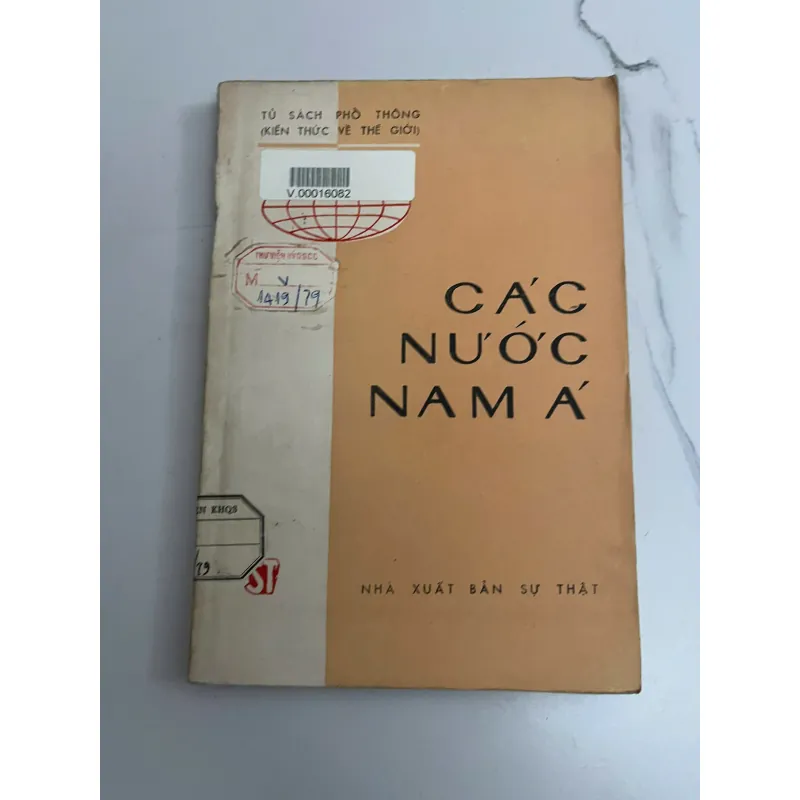 TỦ SÁCH PHỔ THÔNG
(KIẾN THỨC VỀ THẾ GIỚI)
V.00016082
M V
1419/79
CÁC
NƯỚC
NAM Á
KHQS
/79
ST
NHÀ XUẤT BẢN SỰ THẬT